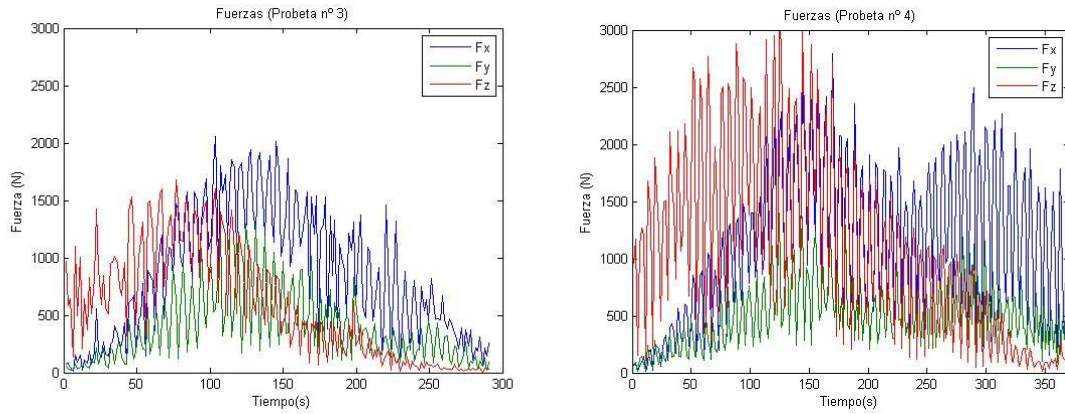 Fuerzas (Probeta nº 3)
3000
2500
2000
1500
1000
500
0
Fuerza (N)
Fx
Fy
Fz
0 50 100 150 200 250 300
Tiempo(s)
Fuerzas (Probeta nº 4)
3000
2500
2000
1500
1000
500
0
Fuerza (N)
Fx
Fy
Fz
0 50 100 150 200 250 300 350
Tiempo(s)